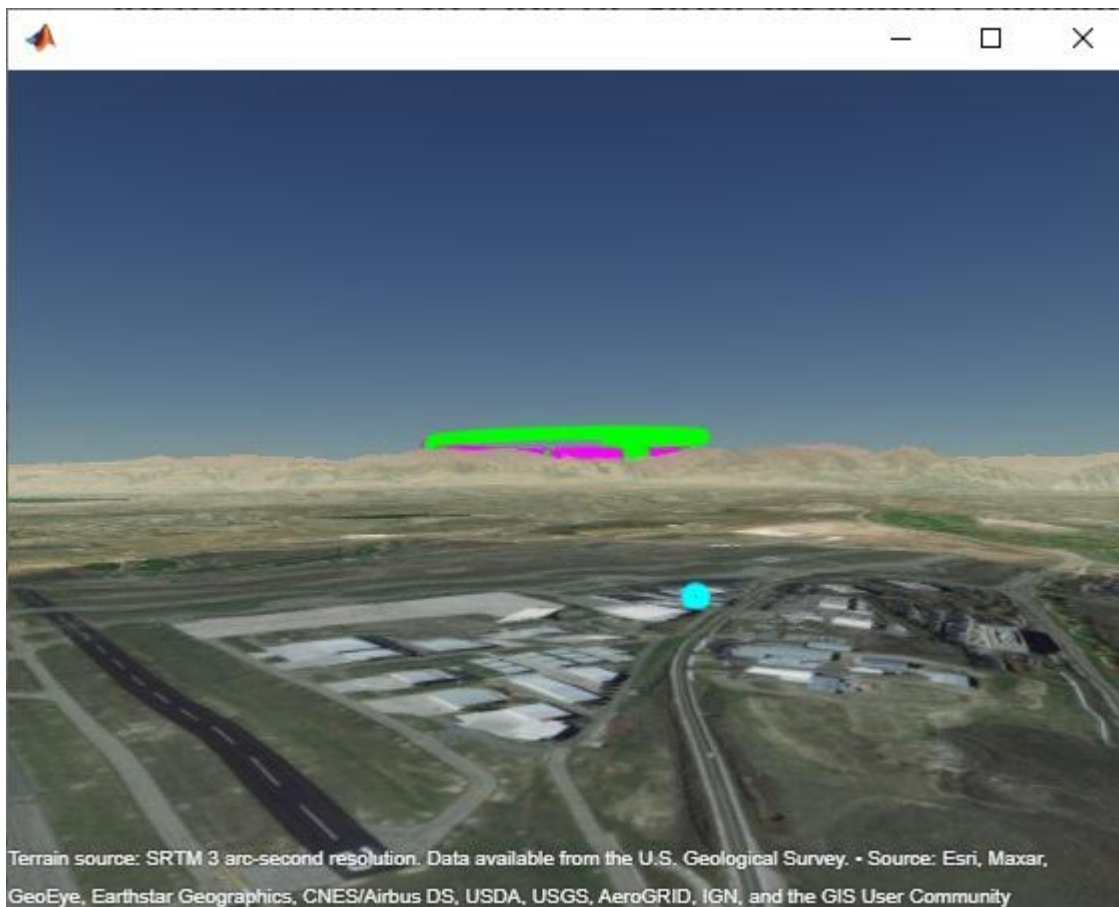 Terrain source: SRTM 3 arc-second resolution. Data available from the U.S. Geological Survey. • Source: Esri, Maxar,
GeoEye, Earthstar Geographics, CNES/Airbus DS, USDA, USGS, AeroGRID, IGN, and the GIS User Community